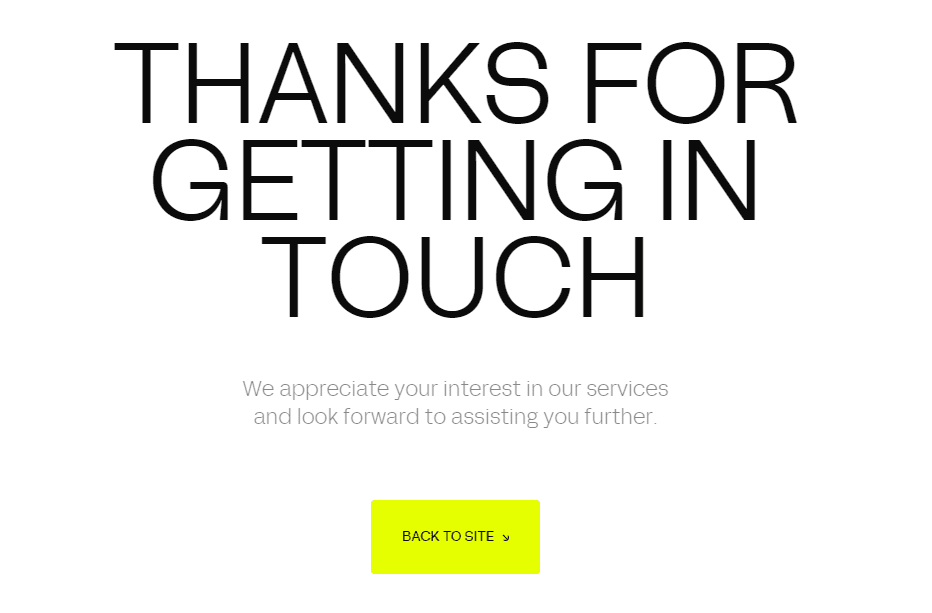 THANKS FOR
GETTING IN
TOUCH
We appreciate your interest in our services
and look forward to assisting you further.
BACK TO SITE ↘